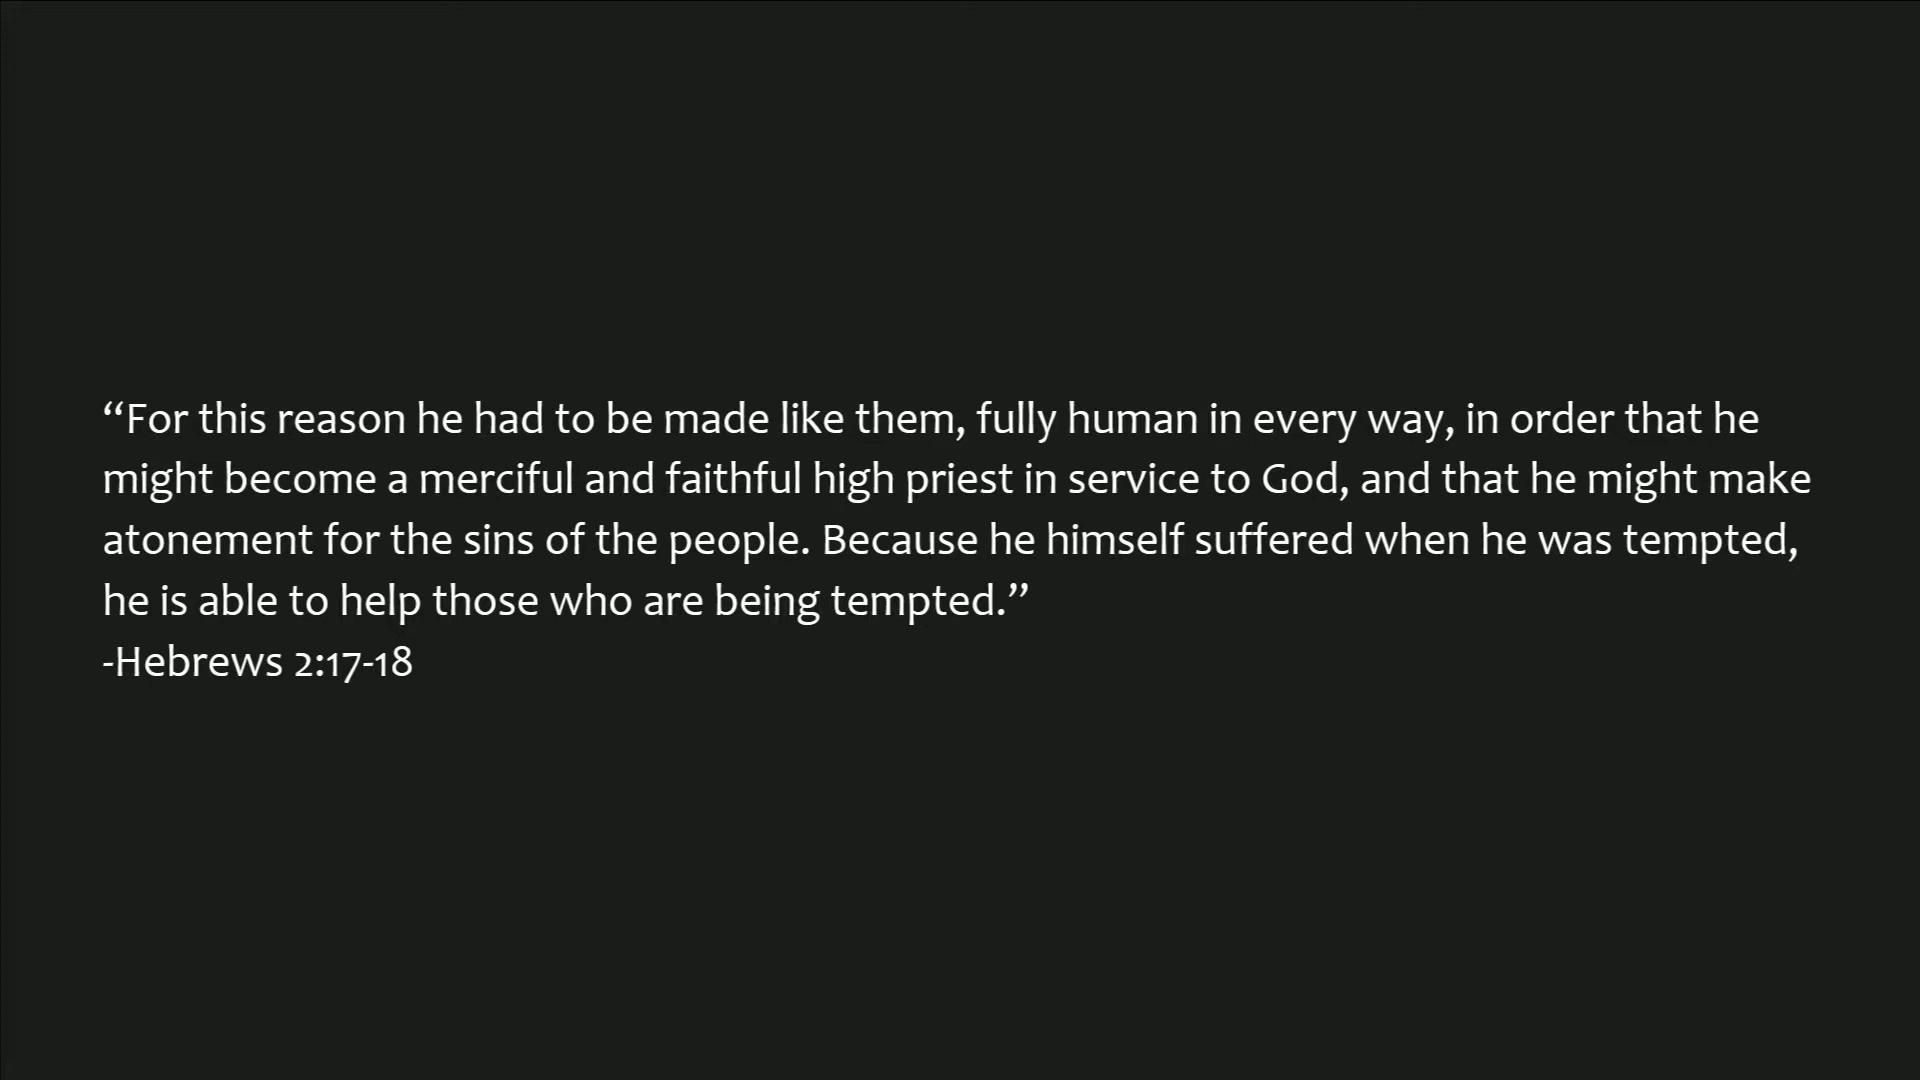 “For this reason he had to be made like them, fully human in every way, in order that he
might become a merciful and faithful high priest in service to God, and that he might make
atonement for the sins of the people. Because he himself suffered when he was tempted,
he is able to help those who are being tempted.”
-Hebrews 2:17-18